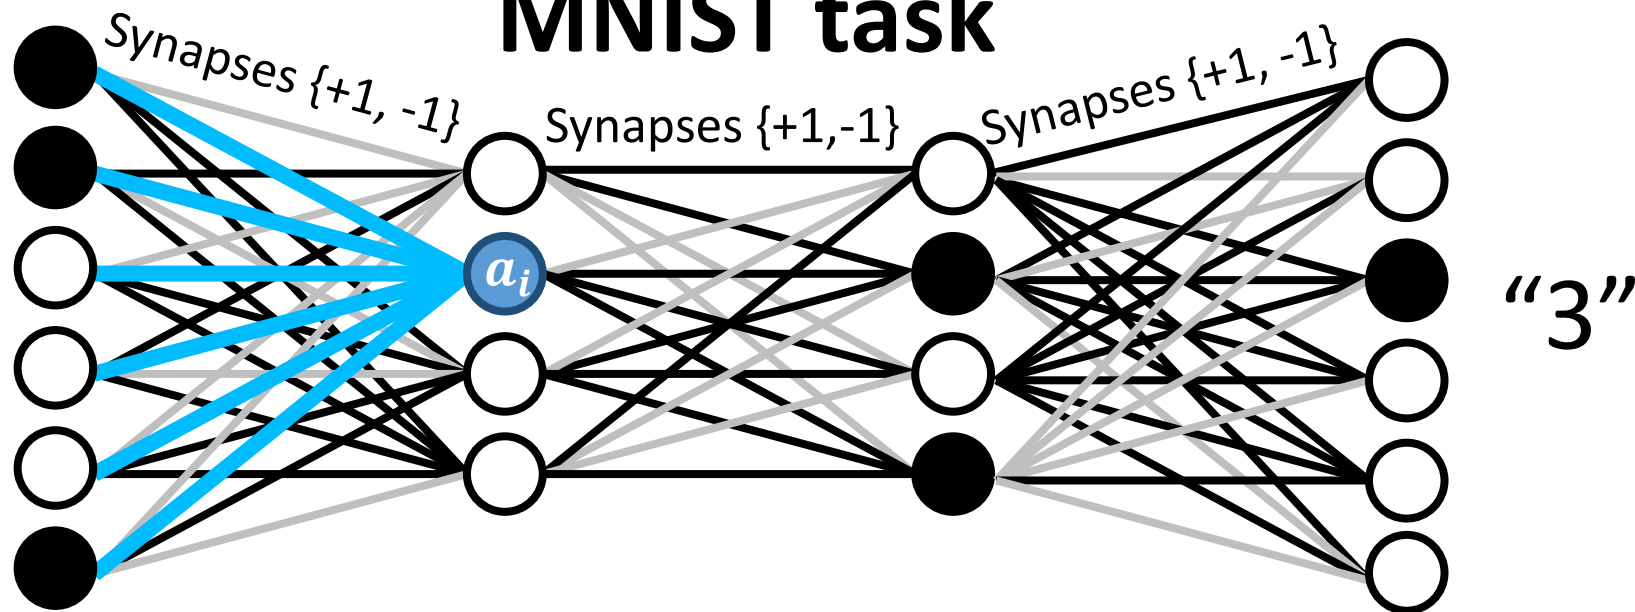 MNIST task
Synapses {+1, -1}
Synapses {+1,-1}
Synapses {+1, -1}
aᵢ
“3”